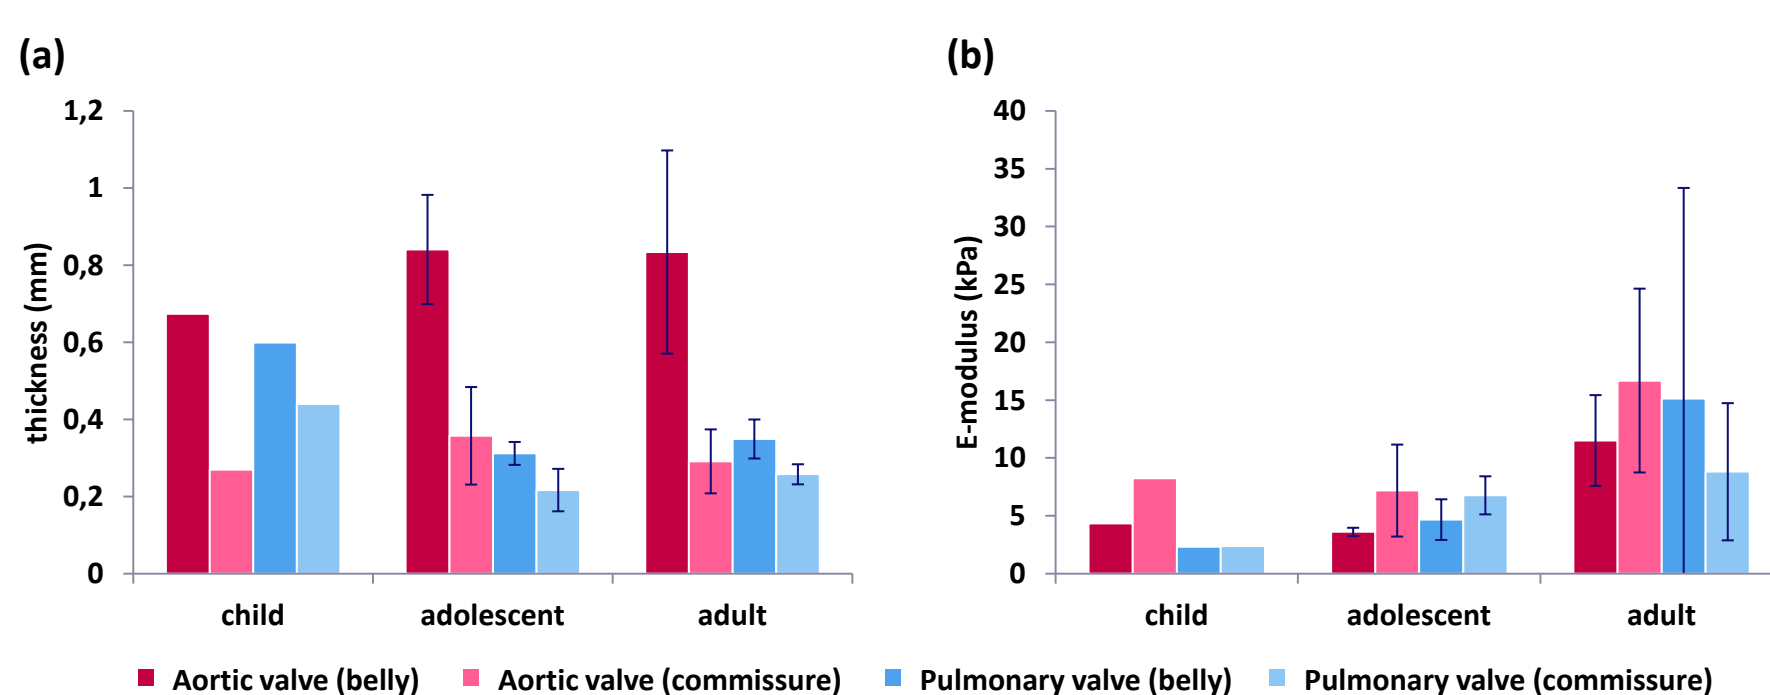 (a)
(b)
thickness (mm)
1,2
1
0,8
0,6
0,4
0,2
0
child
adolescent
adult
E-modulus (kPa)
40
35
30
25
20
15
10
5
0
child
adolescent
adult
Aortic valve (belly)
Aortic valve (commissure)
Pulmonary valve (belly)
Pulmonary valve (commissure)